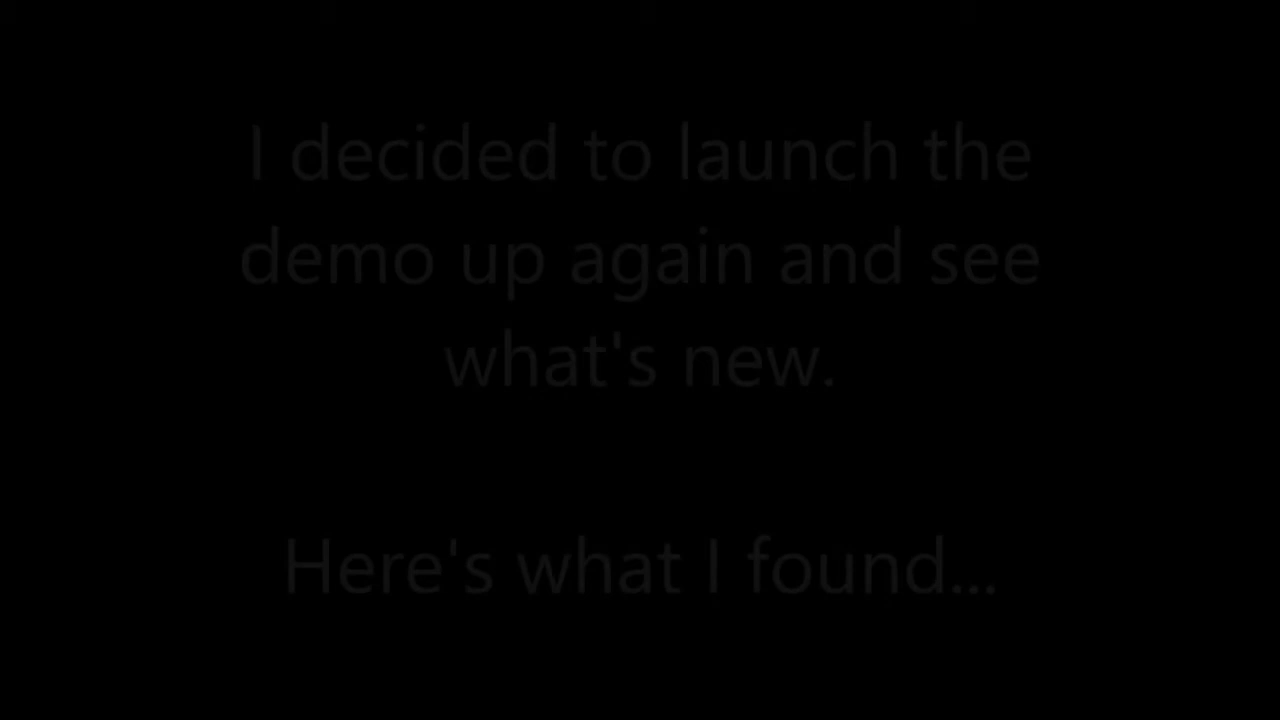 I decided to launch the
demo up again and see
what's new.
Here's what I found...